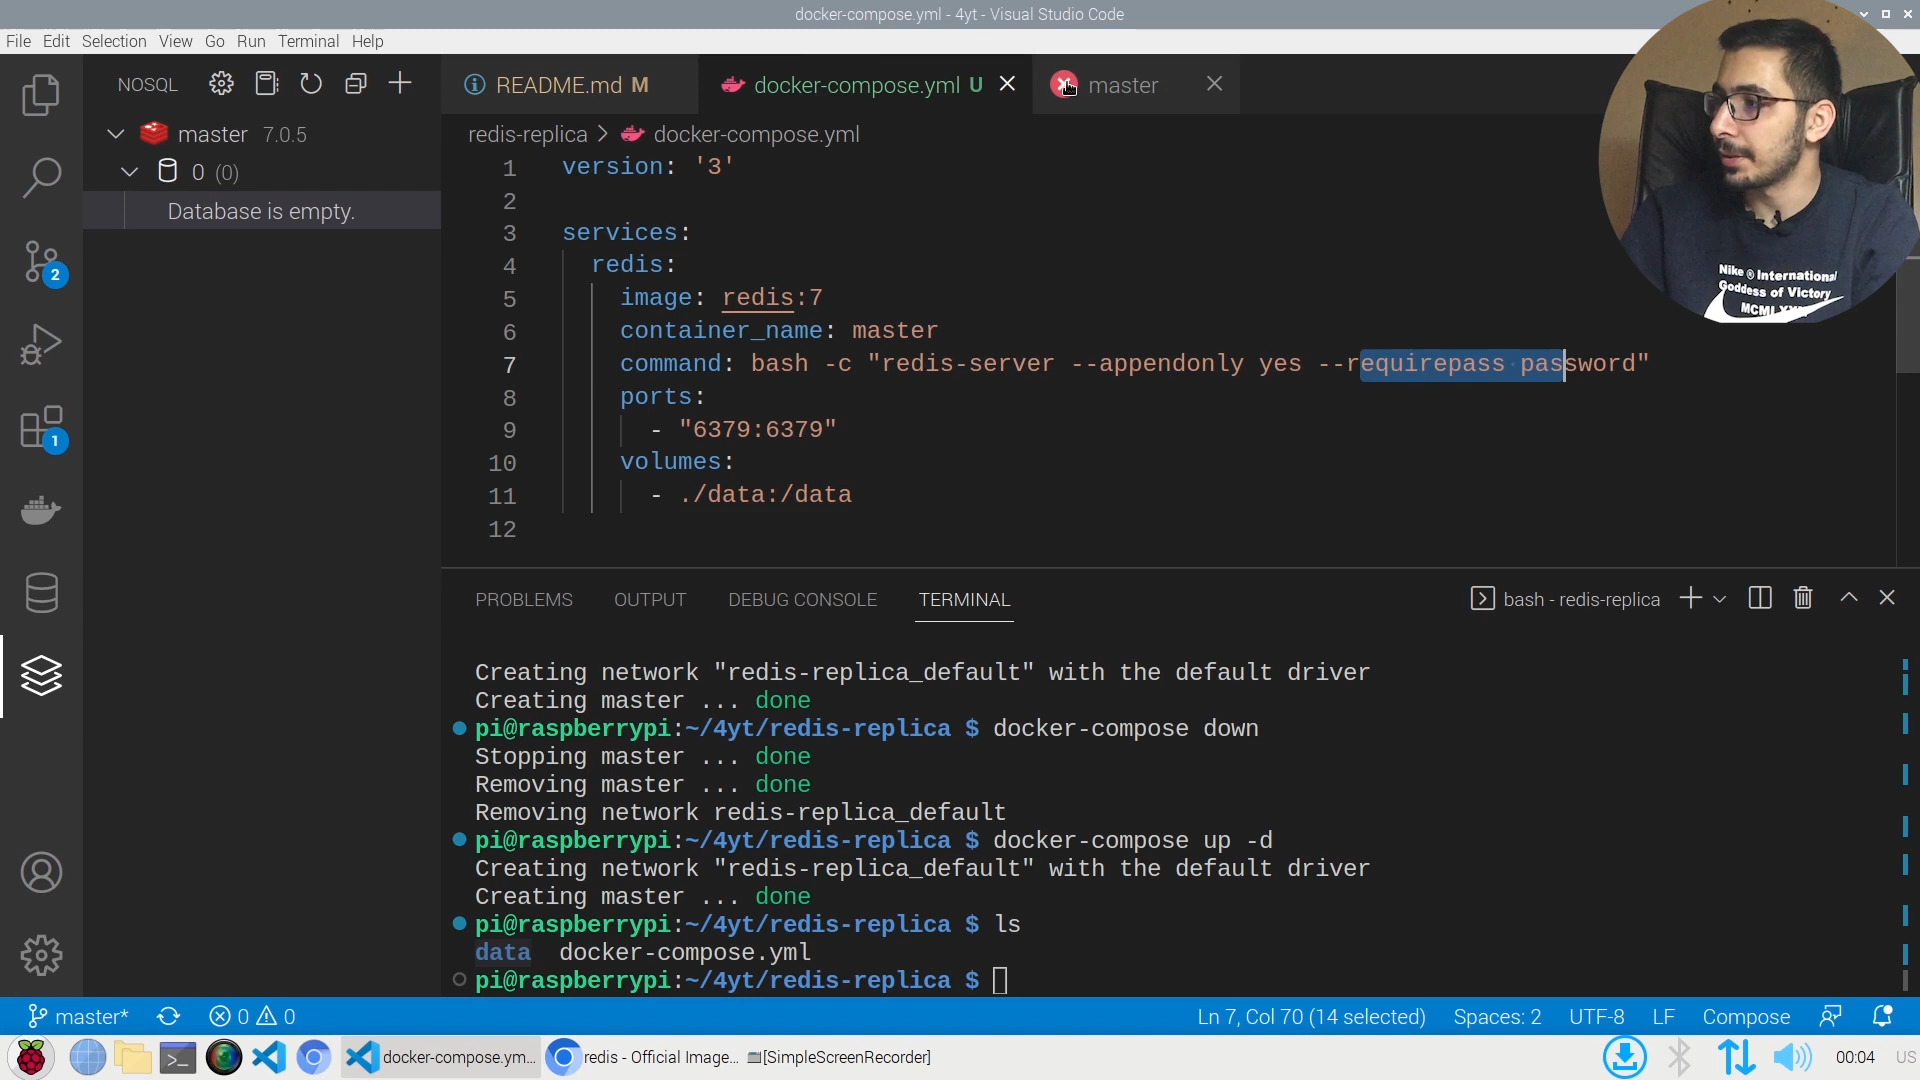 docker-compose.yml - 4yt - Visual Studio Code
File Edit Selection View Go Run Terminal Help
NOSQL
README.md M
docker-compose.yml U
master
master 7.0.5
0 (0)
Database is empty.
redis-replica > docker-compose.yml
1 version: '3'
2
3 services:
4 redis:
5 image: redis:7
6 container_name: master
7 command: bash -c "redis-server --appendonly yes --requirepass password"
8 ports:
9 - "6379:6379"
10 volumes:
11 - ./data:/data
12
Nike ® International
Goddess of Victory
2
1
PROBLEMS OUTPUT DEBUG CONSOLE TERMINAL
bash - redis-replica
Creating network "redis-replica_default" with the default driver
Creating master ... done
pi@raspberrypi:~/4yt/redis-replica $ docker-compose down
Stopping master ... done
Removing master ... done
Removing network redis-replica_default
pi@raspberrypi:~/4yt/redis-replica $ docker-compose up -d
Creating network "redis-replica_default" with the default driver
Creating master ... done
pi@raspberrypi:~/4yt/redis-replica $ ls
data docker-compose.yml
pi@raspberrypi:~/4yt/redis-replica $
master* 0 0
Ln 7, Col 70 (14 selected) Spaces: 2 UTF-8 LF Compose
docker-compose.ym...
redis - Official Image...
[SimpleScreenRecorder]
00:04
US